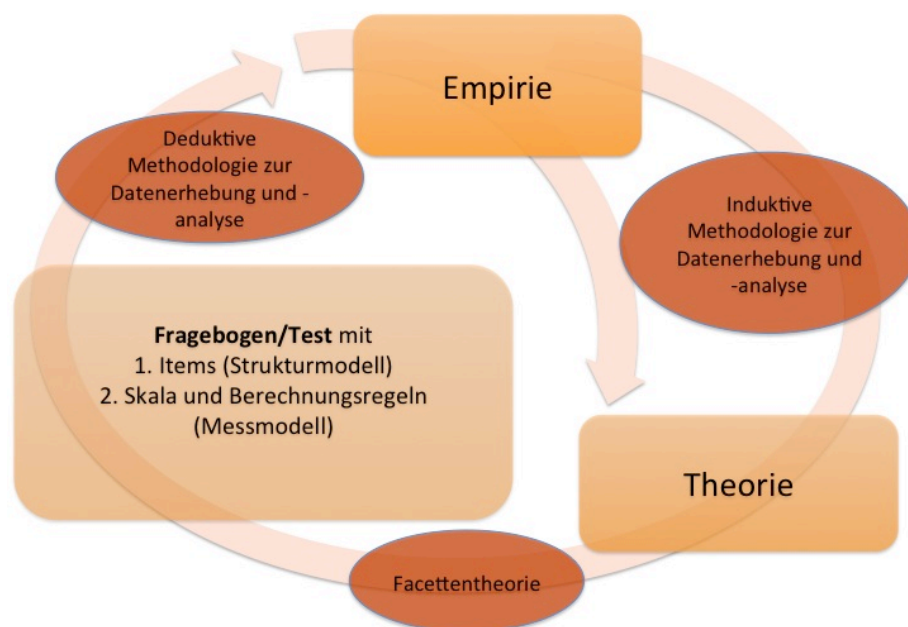 Empirie
Deduktive
Methodologie zur
Datenerhebung und -
analyse
Induktive
Methodologie zur
Datenerhebung und
-analyse
Fragebogen/Test mit
1. Items (Strukturmodell)
2. Skala und Berechnungsregeln
(Messmodell)
Theorie
Facettentheorie